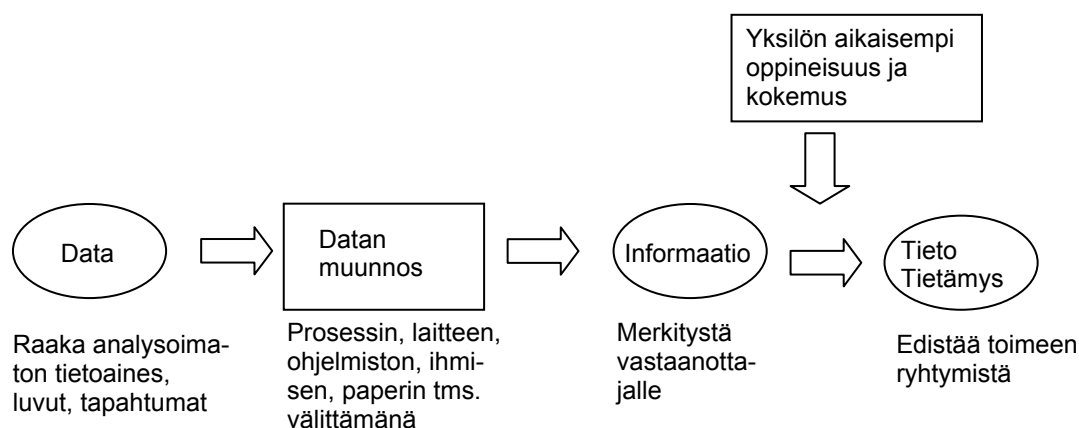 Yksilön aikaisempi
oppineisuus ja
kokemus
Data
Datan
muunnos
Informaatio
Tieto
Tietämys
Raaka analysoima-
ton tietoaines,
luvut, tapahtumat
Prosessin, laitteen,
ohjelmiston, ihmi-
sen, paperin tms.
välittämänä
Merkitystä
vastaanotta-
jalle
Edistää toimeen
ryhtymistä